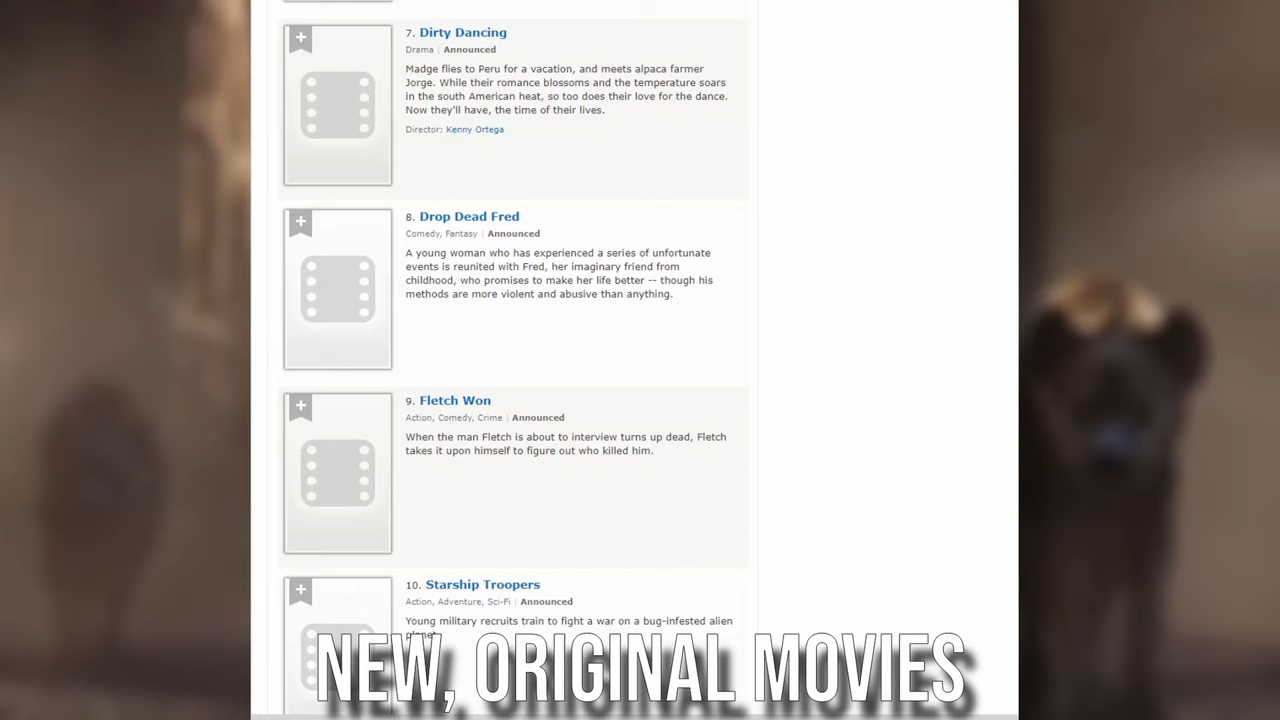 7. Dirty Dancing
Drama | Announced
Madge flies to Peru for a vacation, and meets alpaca farmer
Jorge. While their romance blossoms and the temperature soars
in the south American heat, so too does their love for the dance.
Now they'll have, the time of their lives.
Director: Kenny Ortega
8. Drop Dead Fred
Comedy, Fantasy | Announced
A young woman who has experienced a series of unfortunate
events is reunited with Fred, her imaginary friend from
childhood, who promises to make her life better -- though his
methods are more violent and abusive than anything.
9. Fletch Won
Action, Comedy, Crime | Announced
When the man Fletch is about to interview turns up dead, Fletch
takes it upon himself to figure out who killed him.
10. Starship Troopers
Action, Adventure, Sci-Fi | Announced
Young military recruits train to fight a war on a bug-infested alien
planet.
NEW, ORIGINAL MOVIES